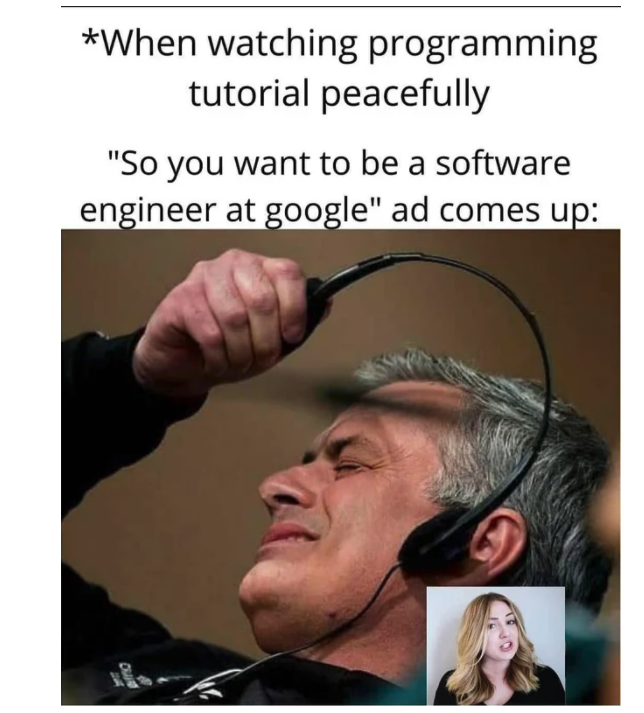 *When watching programming
tutorial peacefully
"So you want to be a software
engineer at google" ad comes up: